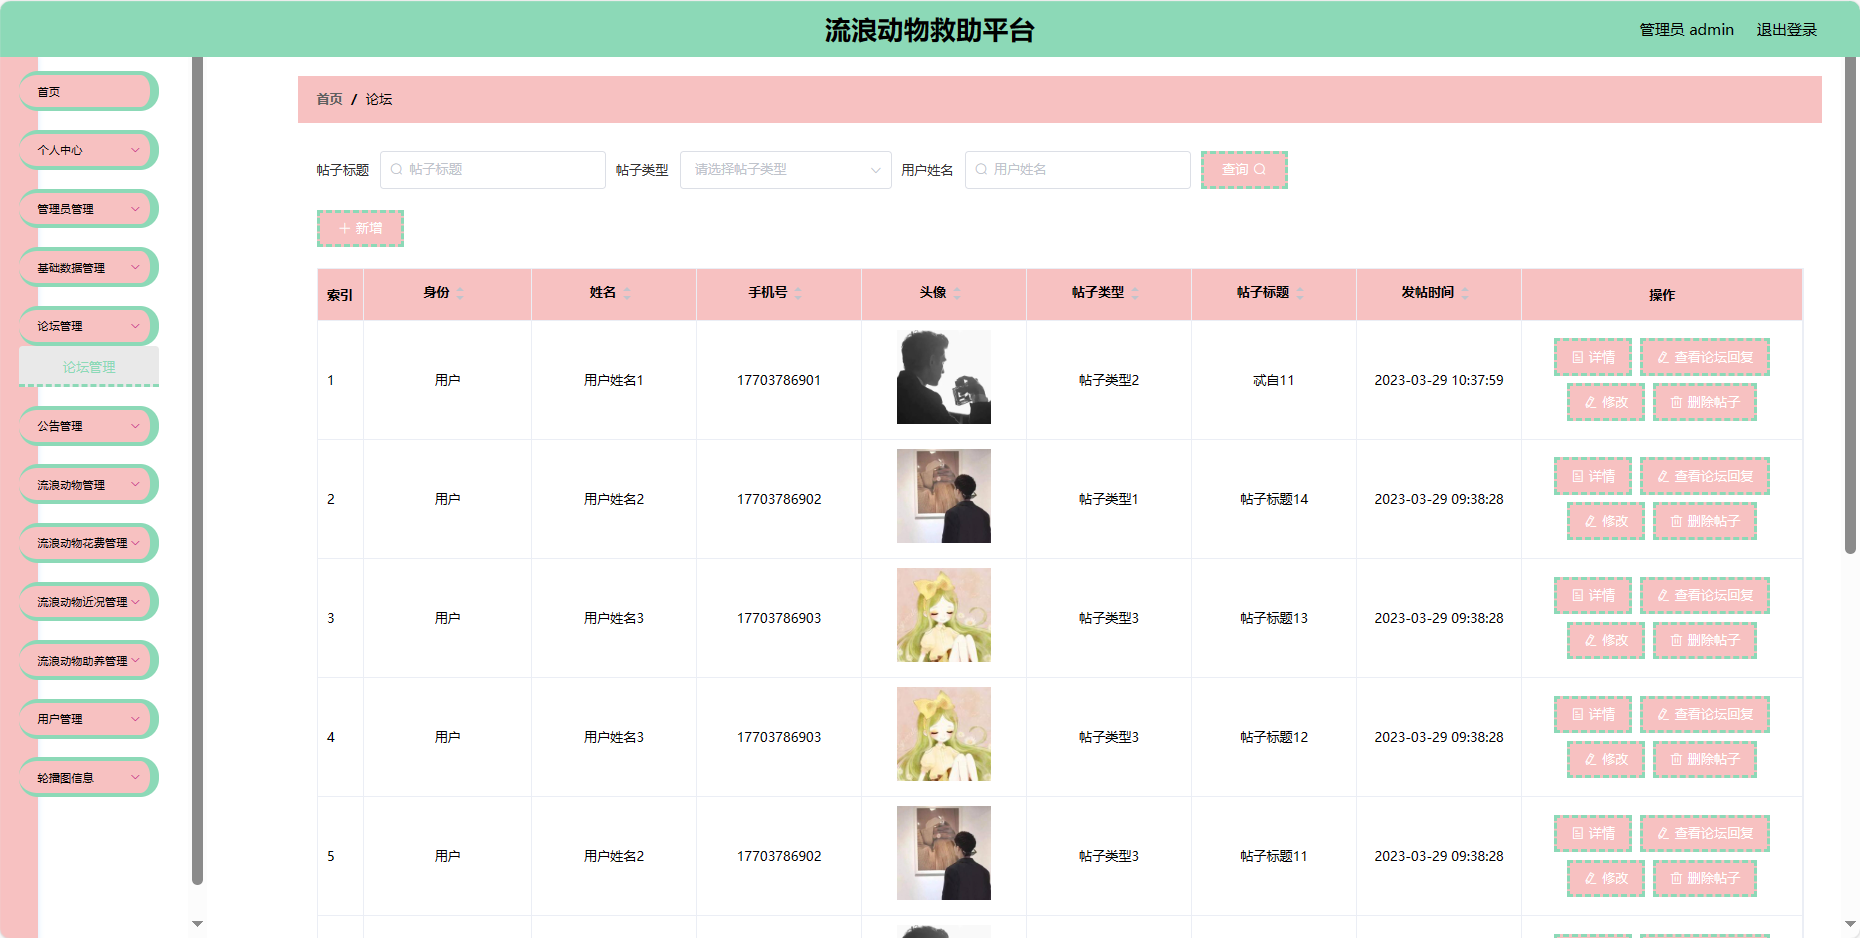 流浪动物救助平台
管理员 admin 退出登录
首页
个人中心
管理员管理
基础数据管理
论坛管理
论坛管理
公告管理
流浪动物管理
流浪动物花费管理
流浪动物近况管理
流浪动物助养管理
用户管理
轮播图信息
首页 / 论坛
帖子标题 帖子标题 帖子类型 请选择帖子类型 用户姓名 用户姓名 查询
新增
索引 身份 姓名 手机号 头像 帖子类型 帖子标题 发帖时间 操作
1 用户 用户姓名1 17703786901 帖子类型2 忒自11 2023-03-29 10:37:59 详情 查看论坛回复
修改 删除帖子
2 用户 用户姓名2 17703786902 帖子类型1 帖子标题14 2023-03-29 09:38:28 详情 查看论坛回复
修改 删除帖子
3 用户 用户姓名3 17703786903 帖子类型3 帖子标题13 2023-03-29 09:38:28 详情 查看论坛回复
修改 删除帖子
4 用户 用户姓名3 17703786903 帖子类型3 帖子标题12 2023-03-29 09:38:28 详情 查看论坛回复
修改 删除帖子
5 用户 用户姓名2 17703786902 帖子类型3 帖子标题11 2023-03-29 09:38:28 详情 查看论坛回复
修改 删除帖子